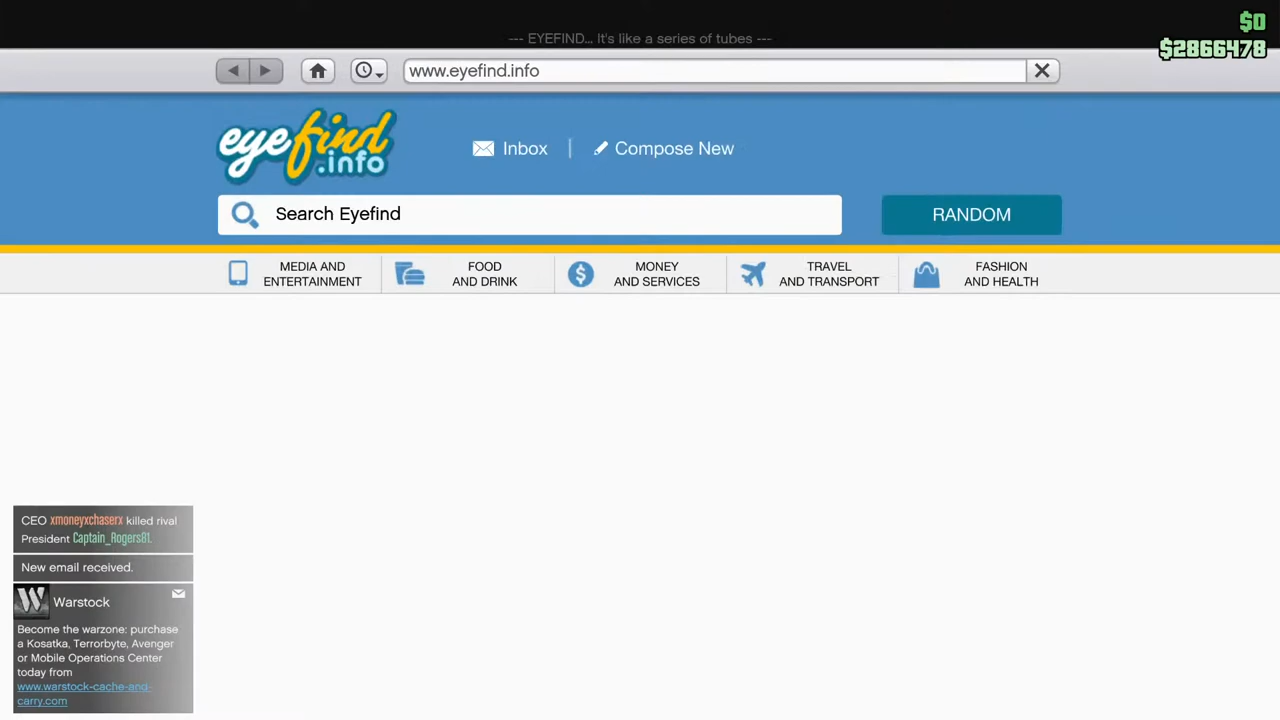 $0
--- EYEFIND... It's like a series of tubes ---
$2866478
www.eyefind.info
eyefind
.info
Inbox | Compose New
Search Eyefind
RANDOM
MEDIA AND
ENTERTAINMENT
FOOD
AND DRINK
MONEY
AND SERVICES
TRAVEL
AND TRANSPORT
FASHION
AND HEALTH
CEO xmoneyxchaserx killed rival
President Captain_Rogers81.
New email received.
W Warstock
Become the warzone: purchase
a Kosatka, Terrorbyte, Avenger
or Mobile Operations Center
today from
www.warstock-cache-and-
carry.com